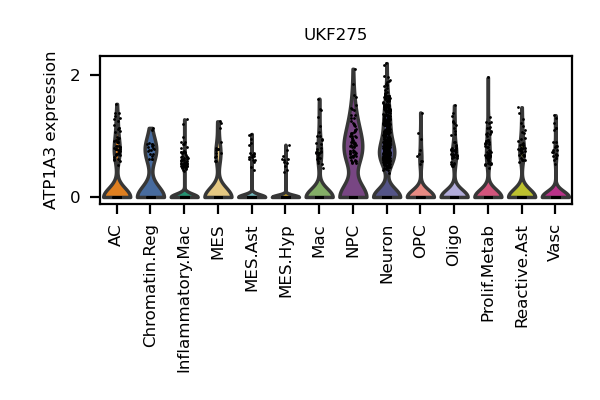 UKF275
ATP1A3 expression
2
0
AC
Chromatin.Reg
Inflammatory.Mac
MES
MES.Ast
MES.Hyp
Mac
NPC
Neuron
OPC
Oligo
Prolif.Metab
Reactive.Ast
Vasc